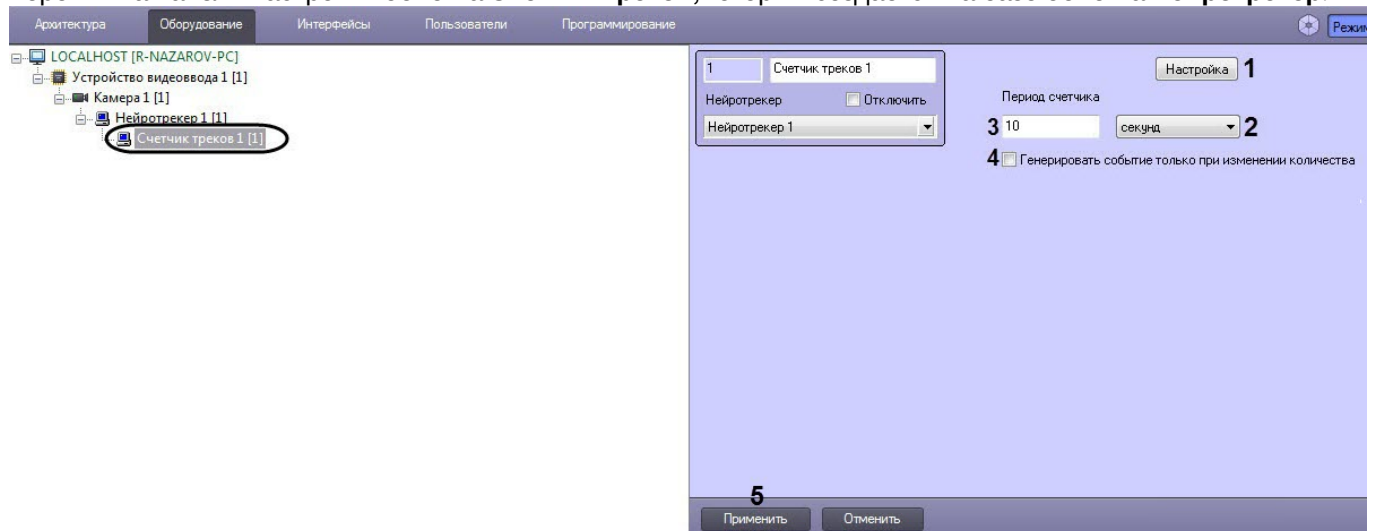 Архитектура Оборудование Интерфейсы Пользователи Программирование
LOCALHOST [R-NAZAROV-PC]
Устройство видеоввода 1 [1]
Камера 1 [1]
Нейротрекер 1 [1]
Счетчик треков 1 [1]
1 Счетчик треков 1
Нейротрекер Отключить
Нейротрекер 1
Настройка 1
Период счетчика
3 10 секунд 2
4 Генерировать событие только при изменении количества
5
Применить Отменить